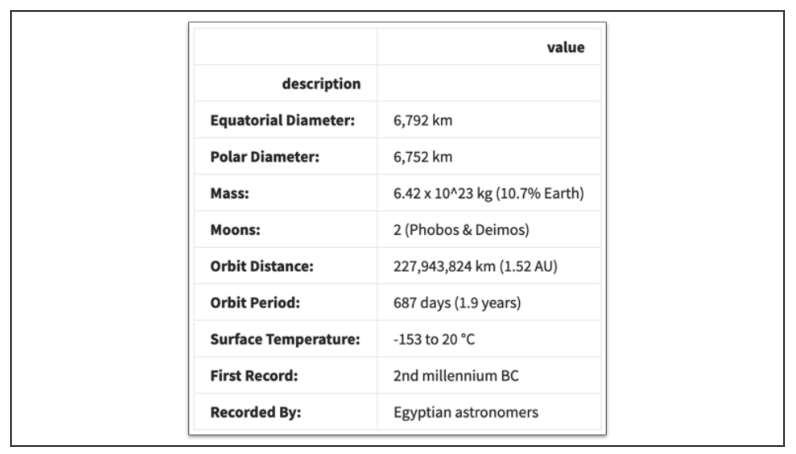 value
description
Equatorial Diameter: 6,792 km
Polar Diameter: 6,752 km
Mass: 6.42 x 10^23 kg (10.7% Earth)
Moons: 2 (Phobos & Deimos)
Orbit Distance: 227,943,824 km (1.52 AU)
Orbit Period: 687 days (1.9 years)
Surface Temperature: -153 to 20 °C
First Record: 2nd millennium BC
Recorded By: Egyptian astronomers